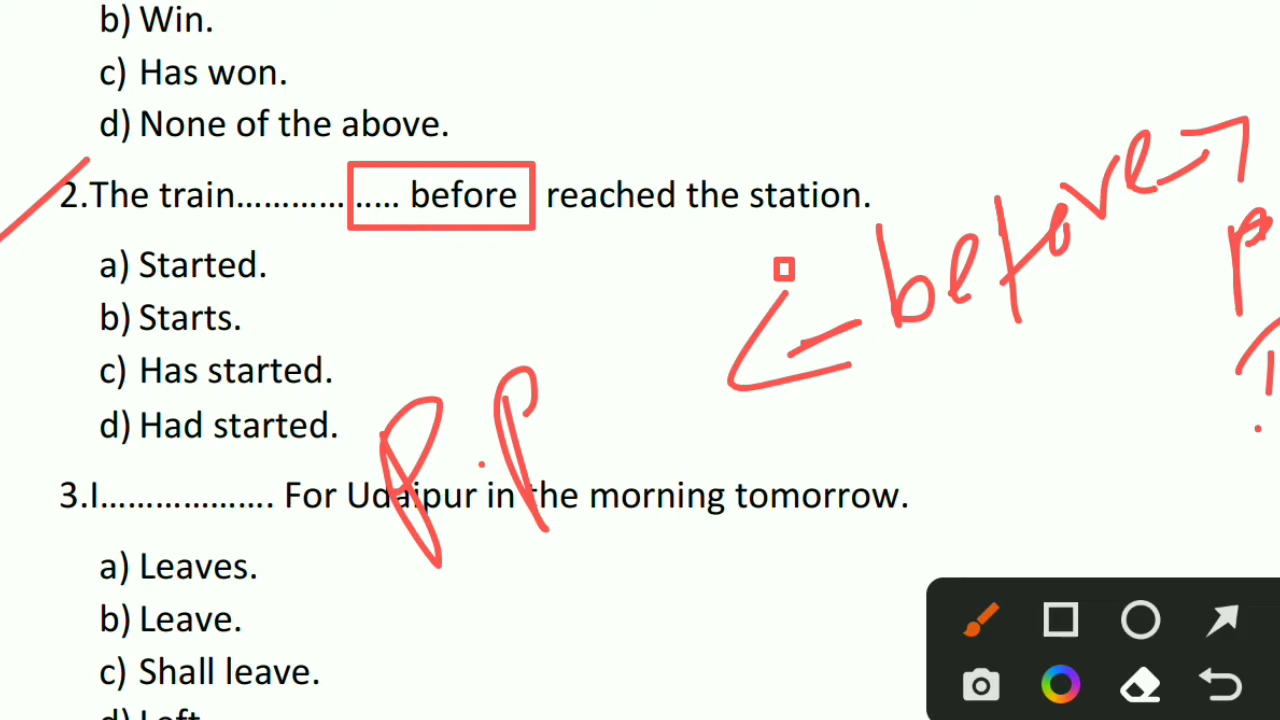 b) Win.
c) Has won.
d) None of the above.
2.The train................. before reached the station.
a) Started.
b) Starts.
c) Has started.
d) Had started.
before
P.P
3.I.................. For Udaipur in the morning tomorrow.
a) Leaves.
b) Leave.
c) Shall leave.
d) Left